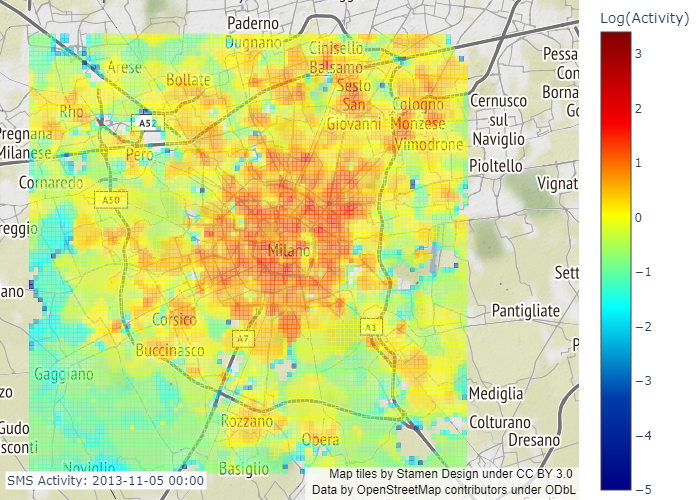 Log(Activity)
3
2
1
0
−1
−2
−3
−4
−5
Paderno
Dugnano
Cinisello
Balsamo
Arese
Bollate
Sesto
San
Giovanni
Cologno
Monzese
Vimodrone
Cernusco
sul
Naviglio
Pioltello
Pessa
Con
Borna
Go
Rho
A52
Pregnana
Milanese
Pero
Cornaredo
Vignat
A50
reggio
Milano
Sett
ano
Pantigliate
Corsico
A7
A1
Buccinasco
P
Gaggiano
zo
Mediglia
Rozzano
Colturano
Gudo
sconti
Opera
Dresano
Noviglio
Basiglio
SMS Activity: 2013-11-05 00:00
Map tiles by Stamen Design under CC BY 3.0
Data by OpenStreetMap contributors under ODbL